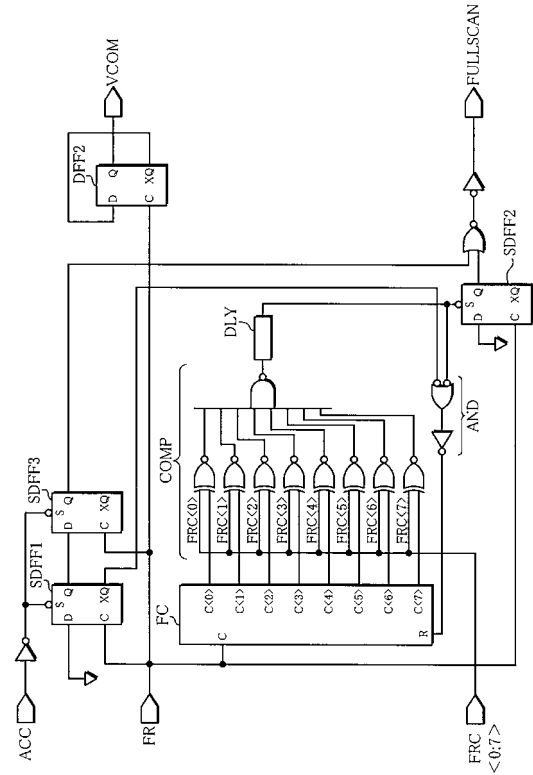 ACC
SDFF1
D
S
Q
C
XQ
SDFF3
D
S
Q
C
XQ
DFF2
D
Q
C
XQ
VCOM
FR
FC
C
R
C<0>
C<1>
C<2>
C<3>
C<4>
C<5>
C<6>
C<7>
COMP
FRC<0>
FRC<1>
FRC<2>
FRC<3>
FRC<4>
FRC<5>
FRC<6>
FRC<7>
DLY
AND
D
S
Q
C
XQ
SDFF2
FULLSCAN
FRC
<0:7>